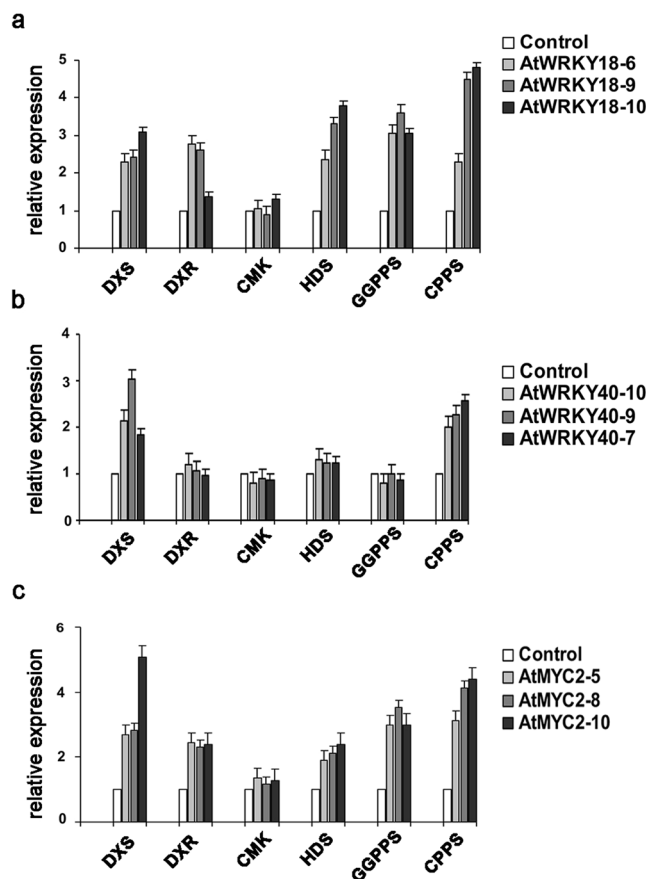 a
Control
AtWRKY18-6
AtWRKY18-9
AtWRKY18-10
relative expression
5
4
3
2
1
0
DXS
DXR
CMK
HDS
GGPPS
CPPS
b
Control
AtWRKY40-10
AtWRKY40-9
AtWRKY40-7
relative expression
4
3
2
1
0
DXS
DXR
CMK
HDS
GGPPS
CPPS
c
Control
AtMYC2-5
AtMYC2-8
AtMYC2-10
relative expression
6
4
2
0
DXS
DXR
CMK
HDS
GGPPS
CPPS